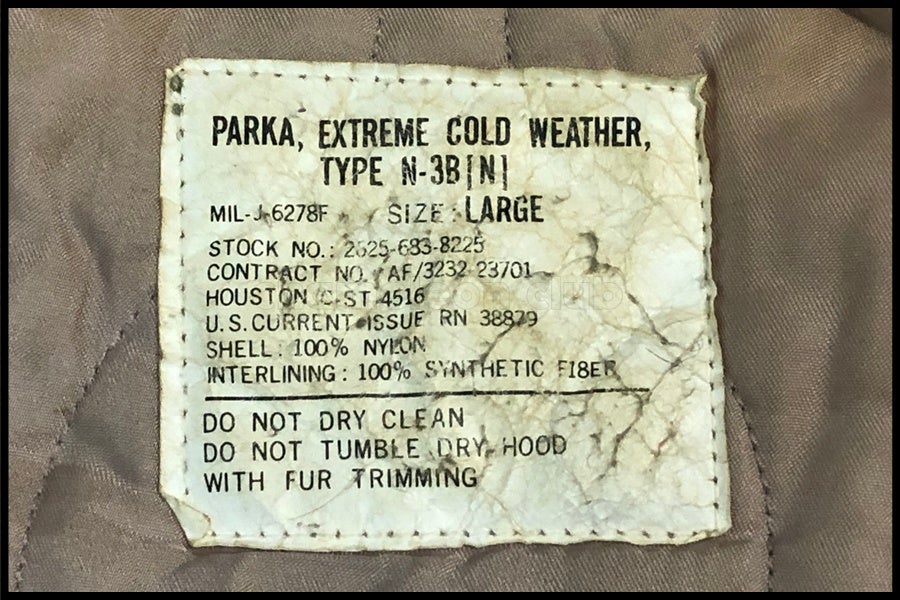 PARKA, EXTREME COLD WEATHER,
TYPE N-3B[N]
MIL-J-6278F SIZE: LARGE
STOCK NO.: 2625-683-8225
CONTRACT NO. AF/3232-23701
HOUSTON C-ST 4516
U.S. CURRENT ISSUE RN 38879
SHELL: 100% NYLON
INTERLINING: 100% SYNTHETIC FIBER
DO NOT DRY CLEAN
DO NOT TUMBLE DRY HOOD
WITH FUR TRIMMING